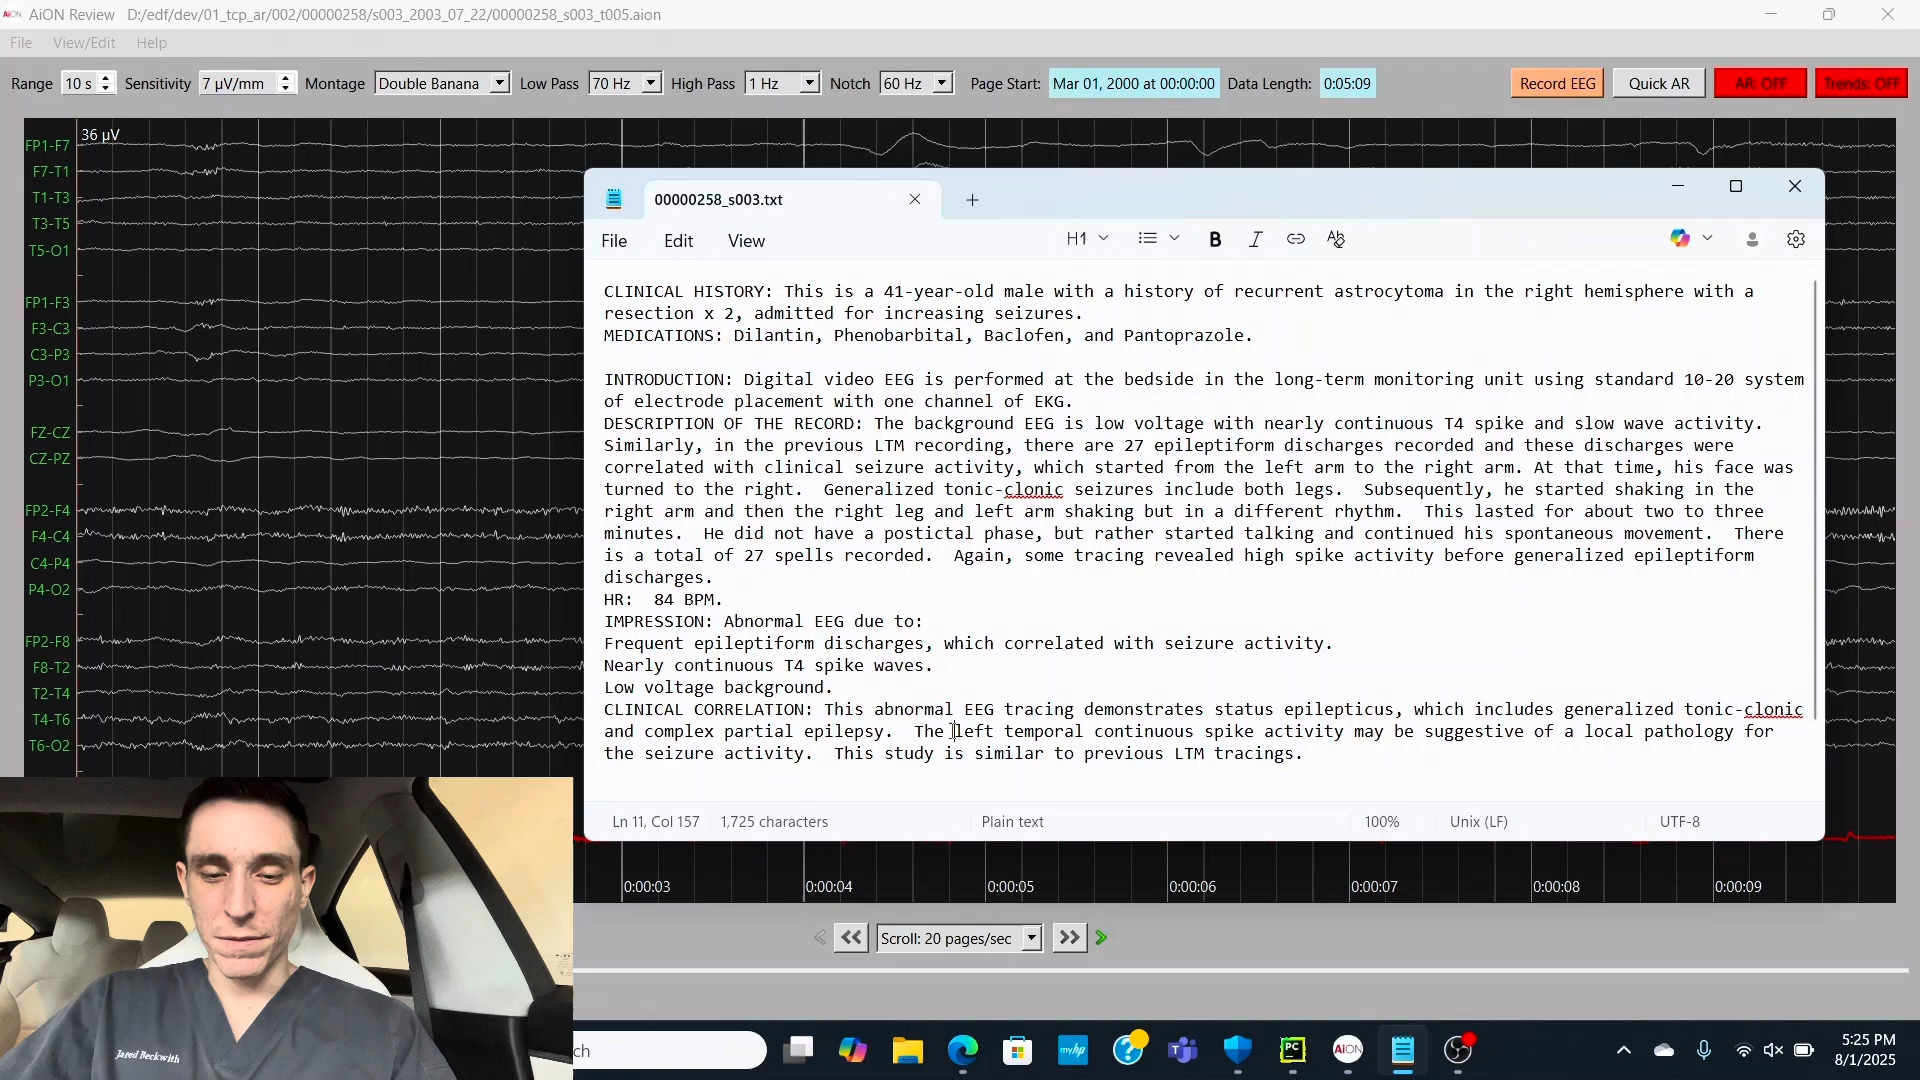 AiON AiON Review D:/edf/dev/01_tcp_ar/002/00000258/s003_2003_07_22/00000258_s003_t005.aion
File View/Edit Help
Range 10 s Sensitivity 7 µV/mm Montage Double Banana Low Pass 70 Hz High Pass 1 Hz Notch 60 Hz Page Start: Mar 01, 2000 at 00:00:00 Data Length: 0:05:09 Record EEG Quick AR AR: OFF Trends: OFF
36 µV
FP1-F7
F7-T1
T1-T3
T3-T5
T5-O1
FP1-F3
F3-C3
C3-P3
P3-O1
FZ-CZ
CZ-PZ
FP2-F4
F4-C4
C4-P4
P4-O2
FP2-F8
F8-T2
T2-T4
T4-T6
T6-O2
00000258_s003.txt
File Edit View H1 B I
CLINICAL HISTORY: This is a 41-year-old male with a history of recurrent astrocytoma in the right hemisphere with a
resection x 2, admitted for increasing seizures.
MEDICATIONS: Dilantin, Phenobarbital, Baclofen, and Pantoprazole.
INTRODUCTION: Digital video EEG is performed at the bedside in the long-term monitoring unit using standard 10-20 system
of electrode placement with one channel of EKG.
DESCRIPTION OF THE RECORD: The background EEG is low voltage with nearly continuous T4 spike and slow wave activity.
Similarly, in the previous LTM recording, there are 27 epileptiform discharges recorded and these discharges were
correlated with clinical seizure activity, which started from the left arm to the right arm. At that time, his face was
turned to the right. Generalized tonic-clonic seizures include both legs. Subsequently, he started shaking in the
right arm and then the right leg and left arm shaking but in a different rhythm. This lasted for about two to three
minutes. He did not have a postictal phase, but rather started talking and continued his spontaneous movement. There
is a total of 27 spells recorded. Again, some tracing revealed high spike activity before generalized epileptiform
discharges.
HR: 84 BPM.
IMPRESSION: Abnormal EEG due to:
Frequent epileptiform discharges, which correlated with seizure activity.
Nearly continuous T4 spike waves.
Low voltage background.
CLINICAL CORRELATION: This abnormal EEG tracing demonstrates status epilepticus, which includes generalized tonic-clonic
and complex partial epilepsy. The left temporal continuous spike activity may be suggestive of a local pathology for
the seizure activity. This study is similar to previous LTM tracings.
Ln 11, Col 157 1,725 characters Plain text 100% Unix (LF) UTF-8
0:00:03 0:00:04 0:00:05 0:00:06 0:00:07 0:00:08 0:00:09
Scroll: 20 pages/sec
Jared Beckwith
ch
myhp
PC
AiON
5:25 PM
8/1/2025